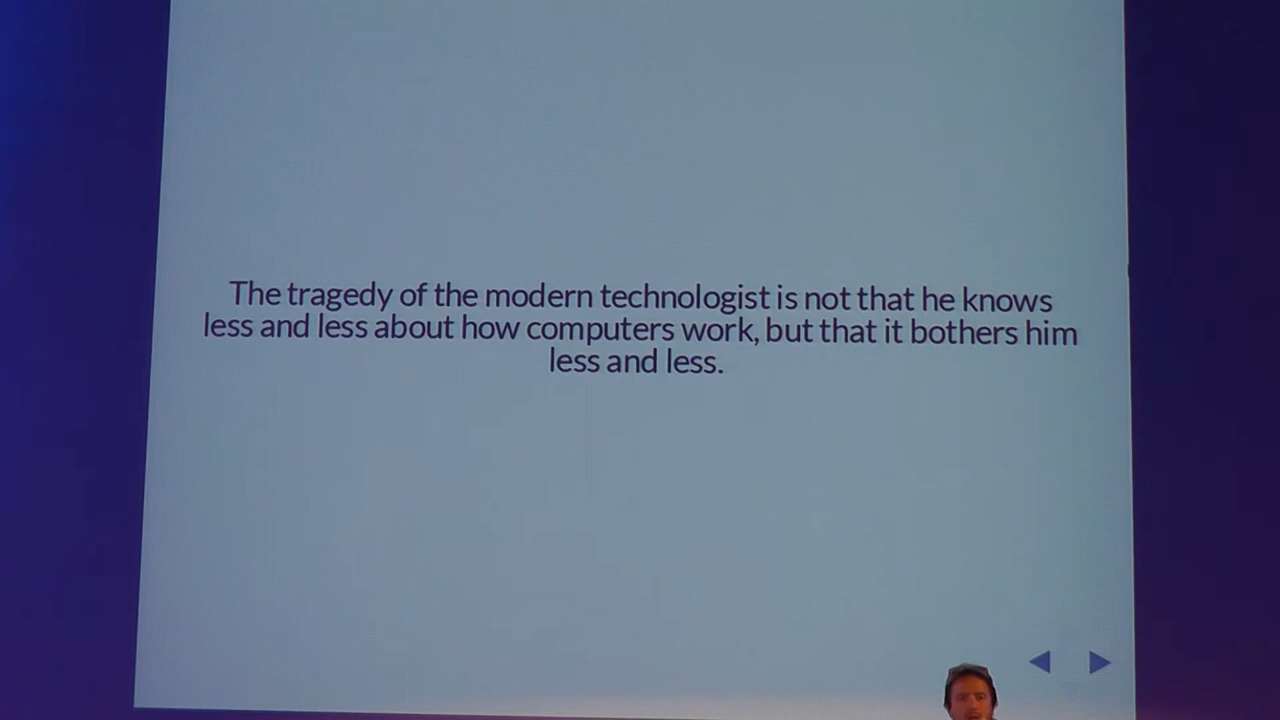 The tragedy of the modern technologist is not that he knows
less and less about how computers work, but that it bothers him
less and less.